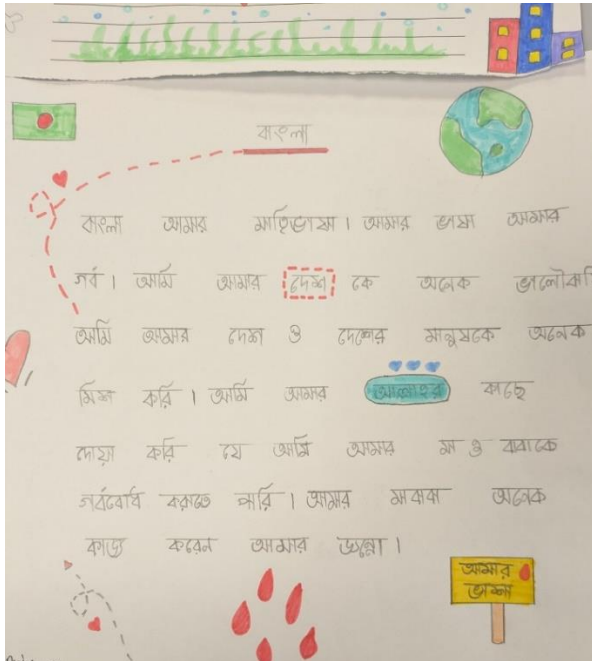 বাংলা
বাংলা আমার মাত্রিভাষা। আমার ভাষা আমার
গর্ব। আমি আমার দেশ কে অনেক
আমি আমার দেশ ও দেশের মানুষকে অনেক
মিশ করি। আমি আমার আল্লাহর কাছে
দোয়া করি যে আমি আমার মা ও বাবাকে
গর্ববোধ করাতে পারি। আমার মা বাবা অনেক
কাজ করেন আমার জন্নো।
আমার
ভাশা